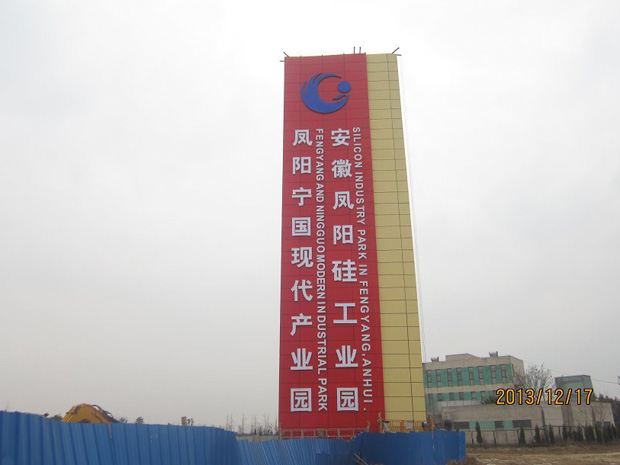 安徽凤阳硅工业园
SILICON INDUSTRY PARK IN FENGYANG,ANHUI.
凤阳宁国现代产业园
FENGYANG AND NINGGUO MODERN INDUSTRIAL PARK
2013/12/17